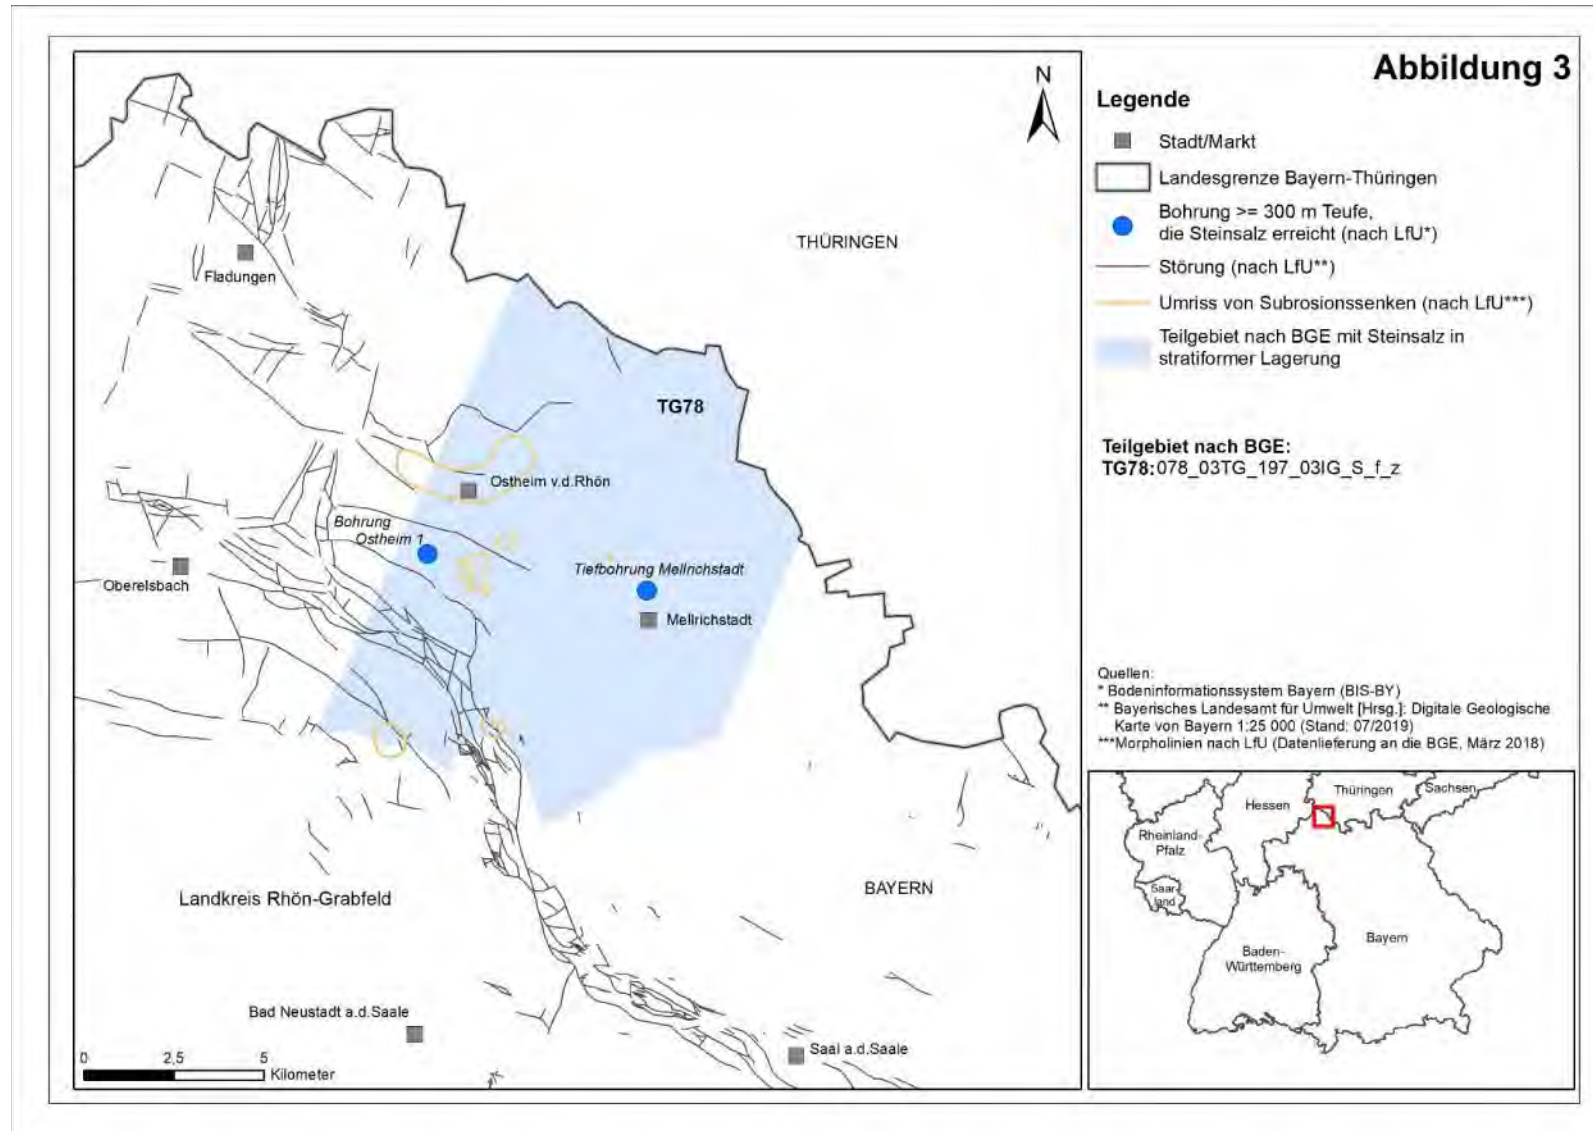 Abbildung 3
N
Legende
Stadt/Markt
Landesgrenze Bayern-Thüringen
Bohrung >= 300 m Teufe,
die Steinsalz erreicht (nach LfU*)
Störung (nach LfU**)
Umriss von Subrosionssenken (nach LfU***)
Teilgebiet nach BGE mit Steinsalz in
stratiformer Lagerung
Teilgebiet nach BGE:
TG78:078_03TG_197_03IG_S_f_z
THÜRINGEN
Fladungen
TG78
Ostheim v.d.Rhön
Bohrung
Ostheim 1
Tiefbohrung Mellrichstadt
Oberelsbach
Mellrichstadt
BAYERN
Landkreis Rhön-Grabfeld
Bad Neustadt a.d.Saale
Saal a.d.Saale
0 2,5 5
Kilometer
Quellen:
* Bodeninformationssystem Bayern (BIS-BY)
** Bayerisches Landesamt für Umwelt [Hrsg.]: Digitale Geologische
Karte von Bayern 1:25 000 (Stand: 07/2019)
***Morpholinien nach LfU (Datenlieferung an die BGE, März 2018)
Hessen
Thüringen
Sachsen
Rheinland-
Pfalz
Saar-
land
Baden-
Württemberg
Bayern